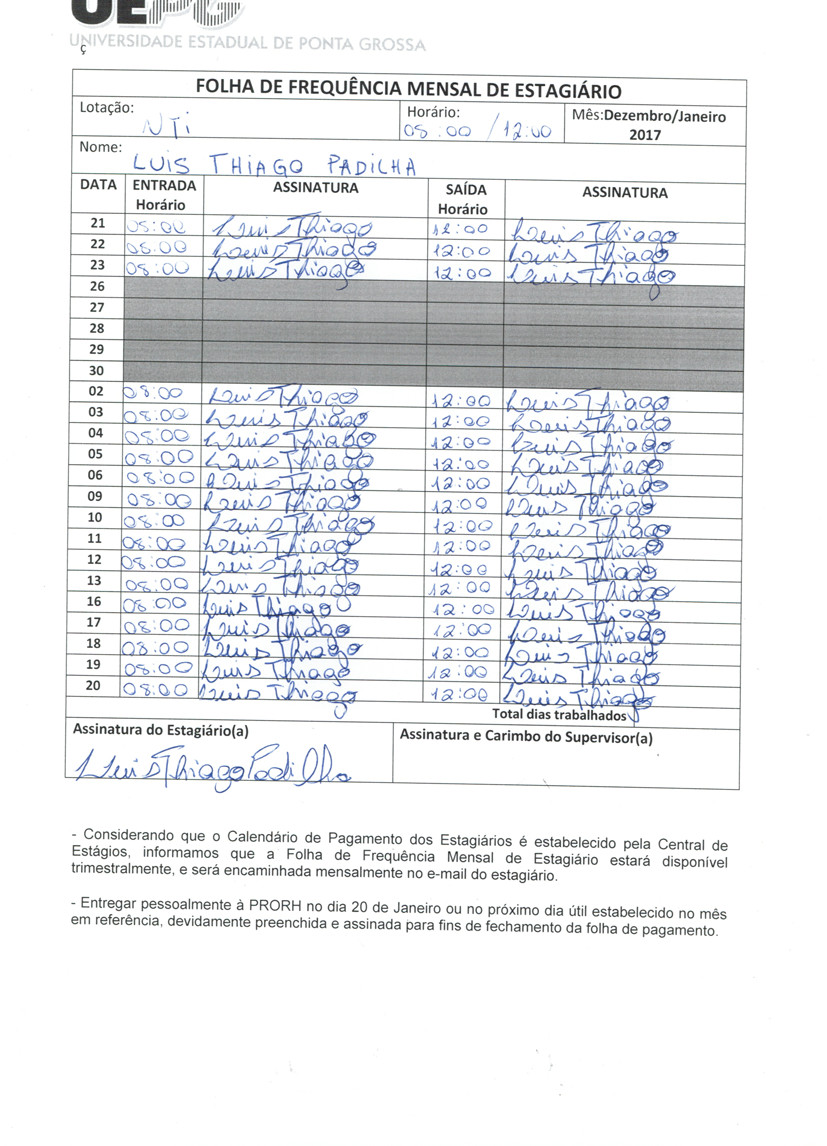 UEPG
UNIVERSIDADE ESTADUAL DE PONTA GROSSA
ç
FOLHA DE FREQUÊNCIA MENSAL DE ESTAGIÁRIO
Lotação: NTi Horário: 08:00 / 12:00 Mês:Dezembro/Janeiro 2017
Nome: LUIS THIAGO PADILHA
DATA ENTRADA Horário ASSINATURA SAÍDA Horário ASSINATURA
21 08:00 Luis Thiago 12:00 Luis Thiago
22 08:00 Luis Thiago 12:00 Luis Thiago
23 08:00 Luis Thiago 12:00 Luis Thiago
26
27
28
29
30
02 08:00 Luis Thiago 12:00 Luis Thiago
03 08:00 Luis Thiago 12:00 Luis Thiago
04 08:00 Luis Thiago 12:00 Luis Thiago
05 08:00 Luis Thiago 12:00 Luis Thiago
06 08:00 Luis Thiago 12:00 Luis Thiago
09 08:00 Luis Thiago 12:00 Luis Thiago
10 08:00 Luis Thiago 12:00 Luis Thiago
11 08:00 Luis Thiago 12:00 Luis Thiago
12 08:00 Luis Thiago 12:00 Luis Thiago
13 08:00 Luis Thiago 12:00 Luis Thiago
16 08:00 Luis Thiago 12:00 Luis Thiago
17 08:00 Luis Thiago 12:00 Luis Thiago
18 08:00 Luis Thiago 12:00 Luis Thiago
19 08:00 Luis Thiago 12:00 Luis Thiago
20 08:00 Luis Thiago 12:00 Luis Thiago
Total dias trabalhados
Assinatura do Estagiário(a) Assinatura e Carimbo do Supervisor(a)
Luis Thiago Padilha
- Considerando que o Calendário de Pagamento dos Estagiários é estabelecido pela Central de
Estágios, informamos que a Folha de Frequência Mensal de Estagiário estará disponível
trimestralmente, e será encaminhada mensalmente no e-mail do estagiário.
- Entregar pessoalmente à PRORH no dia 20 de Janeiro ou no próximo dia útil estabelecido no mês
em referência, devidamente preenchida e assinada para fins de fechamento da folha de pagamento.